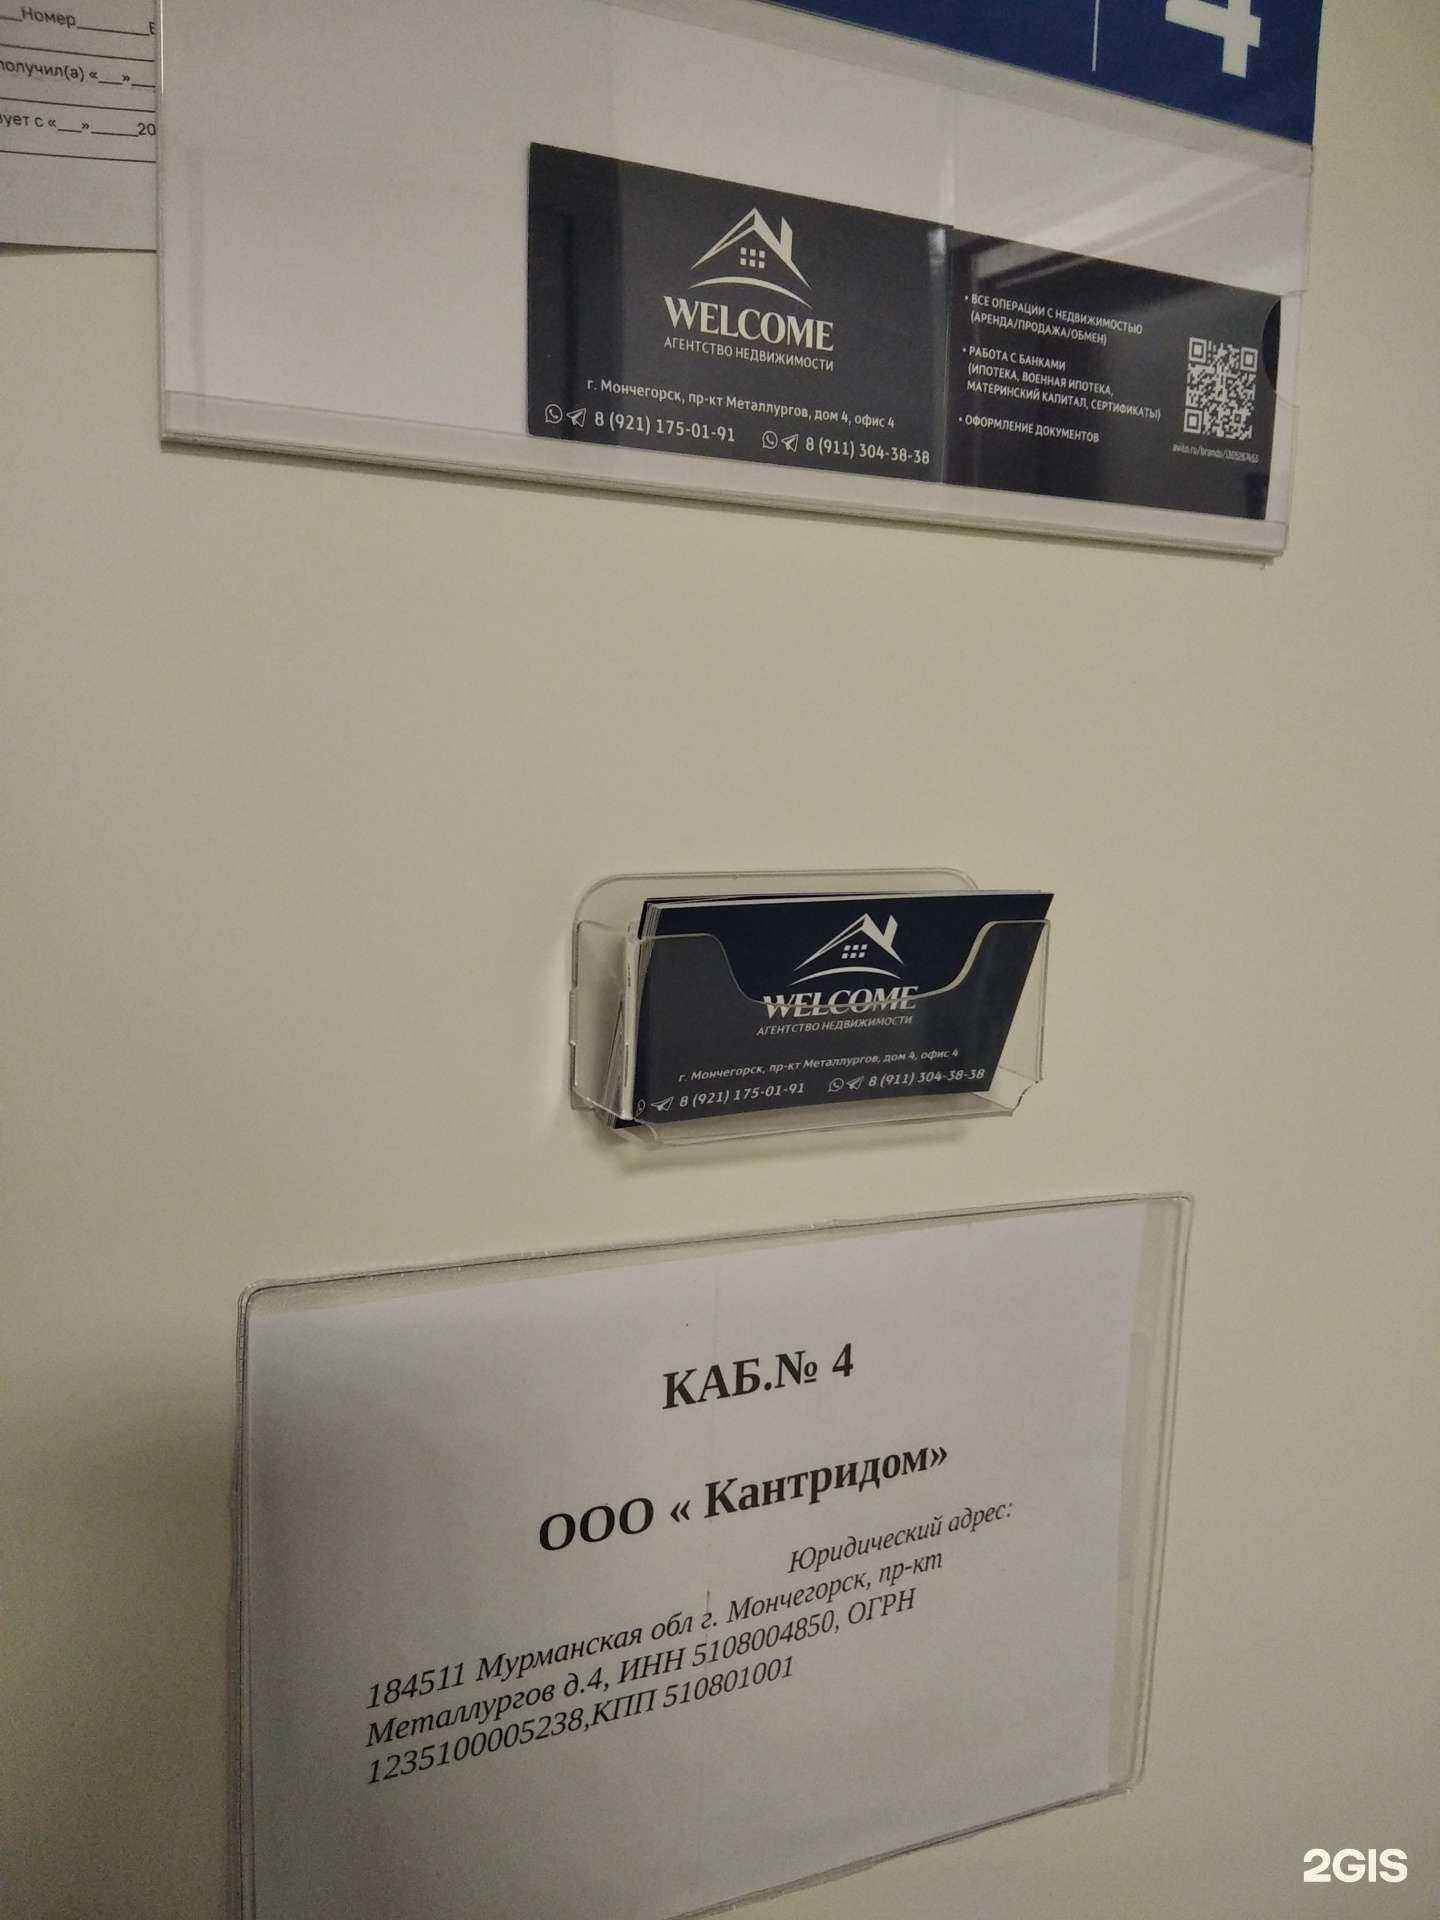 Номер
получил(а) «__»
ует с «__»_____20
4
WELCOME
АГЕНТСТВО НЕДВИЖИМОСТИ
г. Мончегорск, пр-кт Металлургов, дом 4, офис 4
8 (921) 175-01-91 8 (911) 304-38-38
• ВСЕ ОПЕРАЦИИ С НЕДВИЖИМОСТЬЮ
(АРЕНДА/ПРОДАЖА/ОБМЕН)
• РАБОТА С БАНКАМИ
(ИПОТЕКА, ВОЕННАЯ ИПОТЕКА,
МАТЕРИНСКИЙ КАПИТАЛ, СЕРТИФИКАТЫ)
• ОФОРМЛЕНИЕ ДОКУМЕНТОВ
WELCOME
АГЕНТСТВО НЕДВИЖИМОСТИ
г. Мончегорск, пр-кт Металлургов, дом 4, офис 4
8 (921) 175-01-91 8 (911) 304-38-38
КАБ.№ 4
ООО « Кантридом»
Юридический адрес:
184511 Мурманская обл г. Мончегорск, пр-кт
Металлургов д.4, ИНН 5108004850, ОГРН
1235100005238,КПП 510801001
2GIS